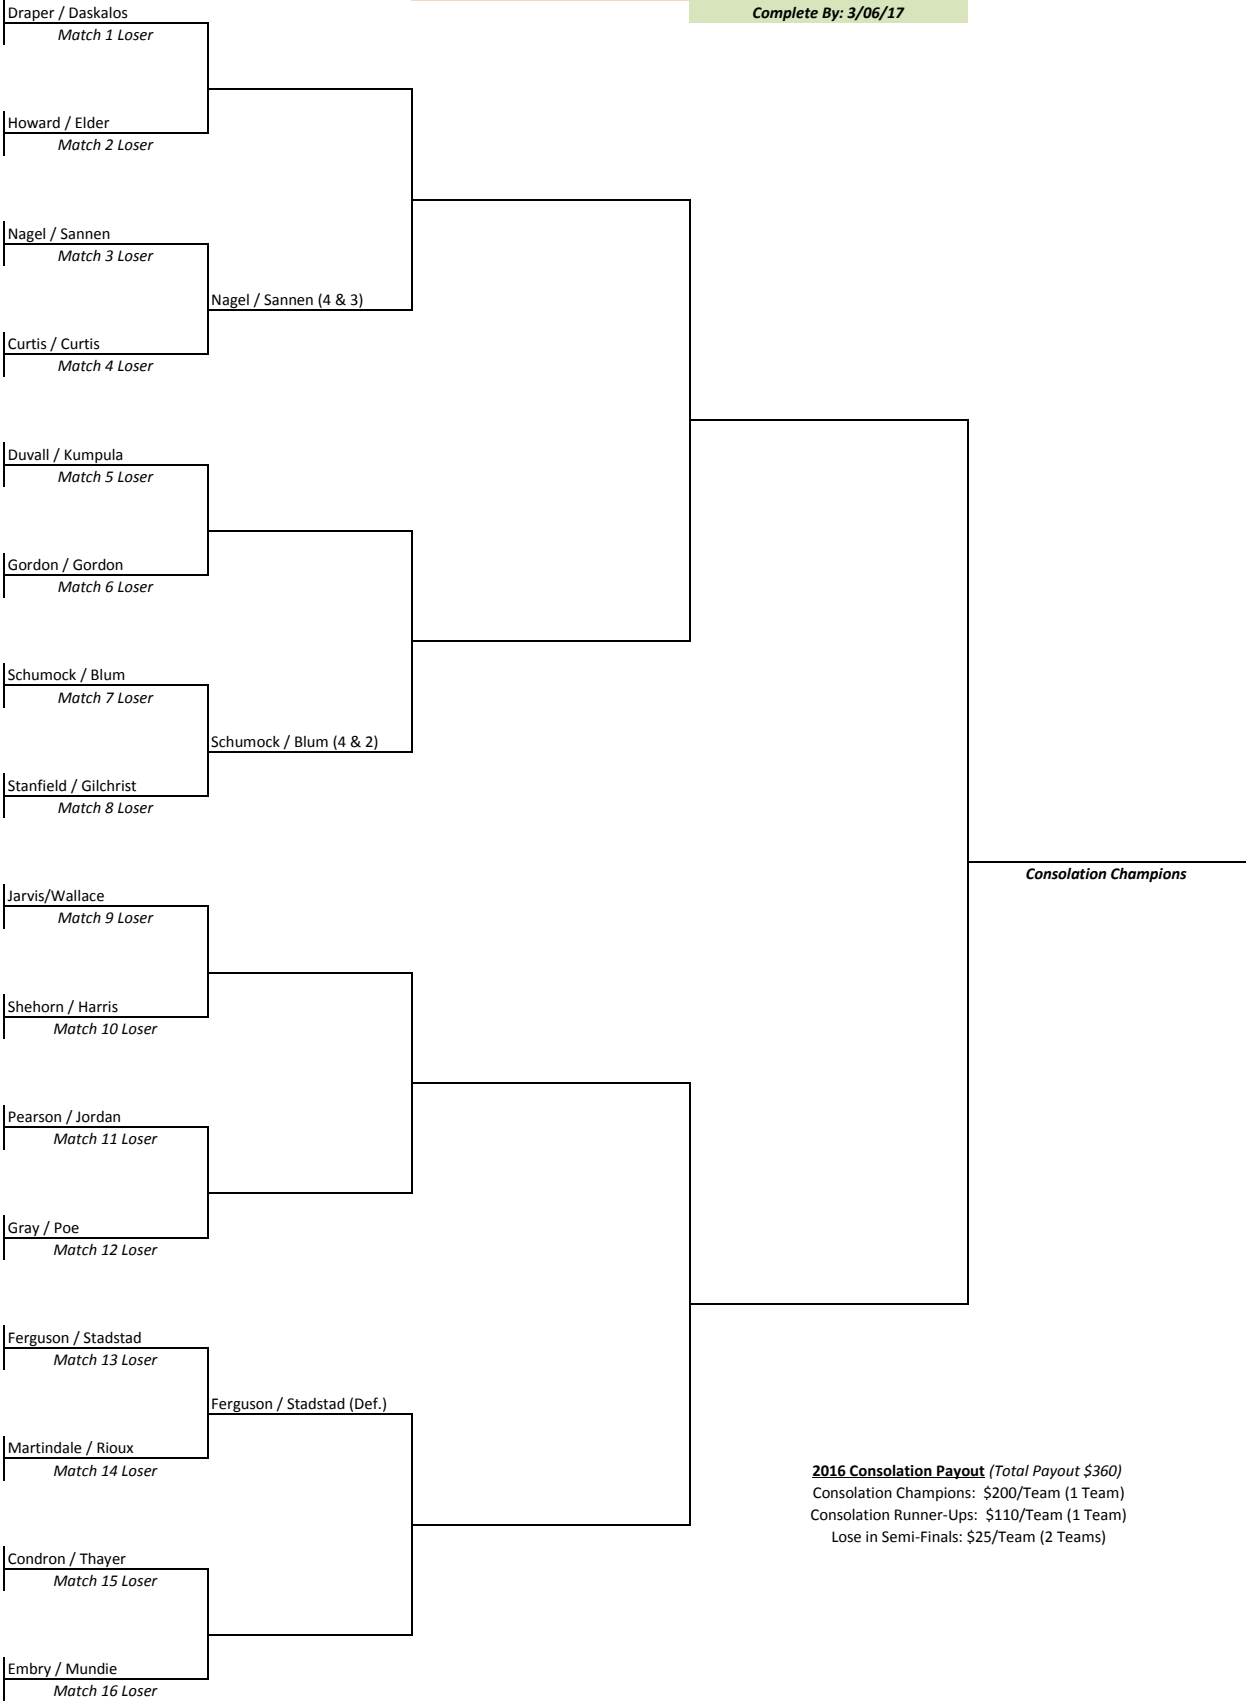 Draper / Daskalos
Complete By: 3/06/17
Match 1 Loser
Howard / Elder
Match 2 Loser
Nagel / Sannen
Match 3 Loser
Nagel / Sannen (4 & 3)
Curtis / Curtis
Match 4 Loser
Duvall / Kumpula
Match 5 Loser
Gordon / Gordon
Match 6 Loser
Schumock / Blum
Match 7 Loser
Schumock / Blum (4 & 2)
Stanfield / Gilchrist
Match 8 Loser
Consolation Champions
Jarvis/Wallace
Match 9 Loser
Shehorn / Harris
Match 10 Loser
Pearson / Jordan
Match 11 Loser
Gray / Poe
Match 12 Loser
Ferguson / Stadstad
Match 13 Loser
Ferguson / Stadstad (Def.)
Martindale / Rioux
Match 14 Loser
2016 Consolation Payout (Total Payout $360)
Consolation Champions:  $200/Team (1 Team)
Consolation Runner-Ups:  $110/Team (1 Team)
Lose in Semi-Finals: $25/Team (2 Teams)
Condron / Thayer
Match 15 Loser
Embry / Mundie
Match 16 Loser